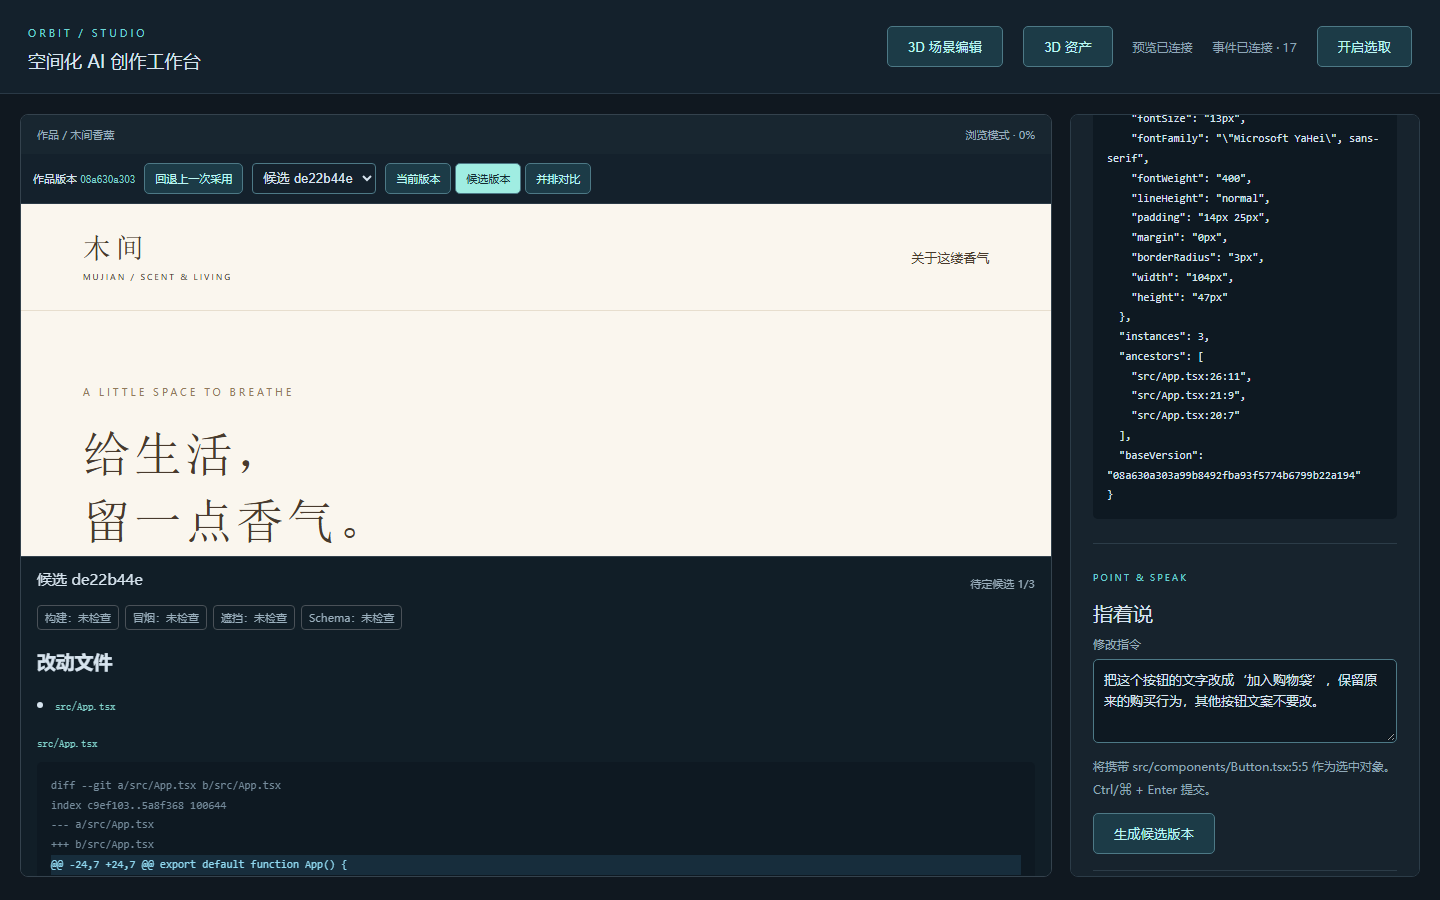 ORBIT / STUDIO
空间化 AI 创作工作台
3D 场景编辑
3D 资产
预览已连接
事件已连接 · 17
开启选取
作品 / 木间香薰
浏览模式 · 0%
作品版本 08a630a303
回退上一次采用
候选 de22b44e
当前版本
候选版本
并排对比
木间
MUJIAN / SCENT & LIVING
关于这缕香气
A LITTLE SPACE TO BREATHE
给生活，
留一点香气。
候选 de22b44e
待定候选 1/3
构建：未检查
冒烟：未检查
遮挡：未检查
Schema：未检查
改动文件
src/App.tsx
src/App.tsx
diff --git a/src/App.tsx b/src/App.tsx
index c9ef103..5a8f368 100644
--- a/src/App.tsx
+++ b/src/App.tsx
@@ -24,7 +24,7 @@ export default function App() {
"fontSize": "13px",
"fontFamily": "\"Microsoft YaHei\", sans-
serif",
"fontWeight": "400",
"lineHeight": "normal",
"padding": "14px 25px",
"margin": "0px",
"borderRadius": "3px",
"width": "104px",
"height": "47px"
},
"instances": 3,
"ancestors": [
"src/App.tsx:26:11",
"src/App.tsx:21:9",
"src/App.tsx:20:7"
],
"baseVersion":
"08a630a303a99b8492fba93f5774b6799b22a194"
}
POINT & SPEAK
指着说
修改指令
把这个按钮的文字改成‘加入购物袋’，保留原
来的购买行为，其他按钮文案不要改。
将携带 src/components/Button.tsx:5:5 作为选中对象。
Ctrl/⌘ + Enter 提交。
生成候选版本